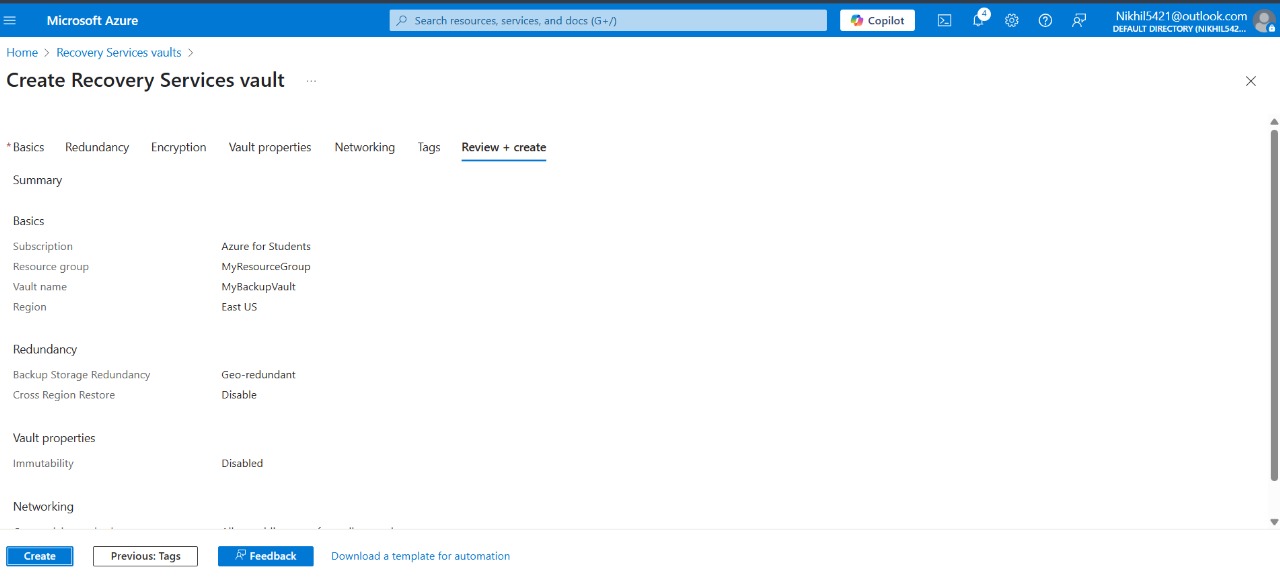 Microsoft Azure
Search resources, services, and docs (G+/)
Copilot
4
Nikhil5421@outlook.com
DEFAULT DIRECTORY (NIKHIL542...
Home > Recovery Services vaults >
Create Recovery Services vault ...
* Basics Redundancy Encryption Vault properties Networking Tags Review + create
Summary
Basics
Subscription Azure for Students
Resource group MyResourceGroup
Vault name MyBackupVault
Region East US
Redundancy
Backup Storage Redundancy Geo-redundant
Cross Region Restore Disable
Vault properties
Immutability Disabled
Networking
Create Previous: Tags Feedback Download a template for automation